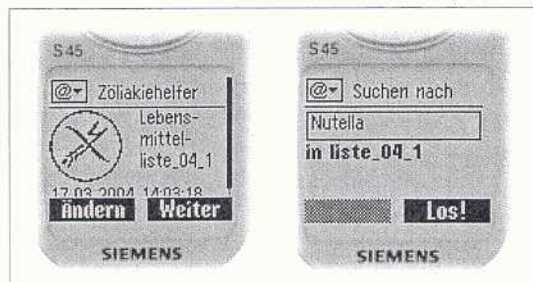 S45
@ Zöliakiehelfer
Lebens-
mittel-
liste_04_1
17.03.2004 14:03:18
Ändern Weiter
SIEMENS
S45
@ Suchen nach
Nutella
in liste_04_1
Los!
SIEMENS